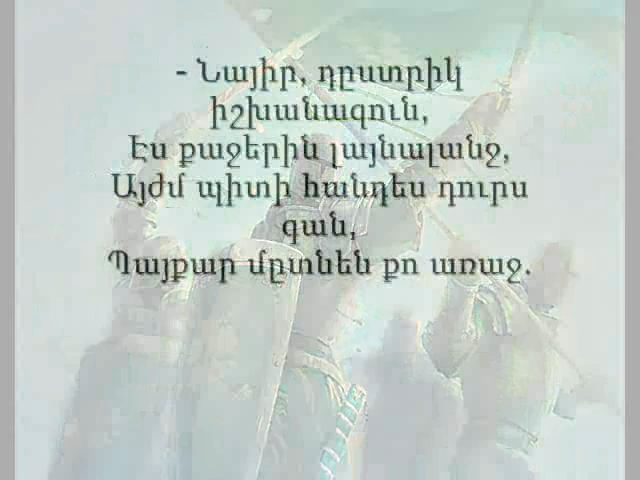 - Նայիր, դըստրիկ
իշխանազուն,
Էս քաջերին լայնալանջ,
Այժմ պիտի հանդես դուրս
գան,
Պայքար մըտնեն քո առաջ.